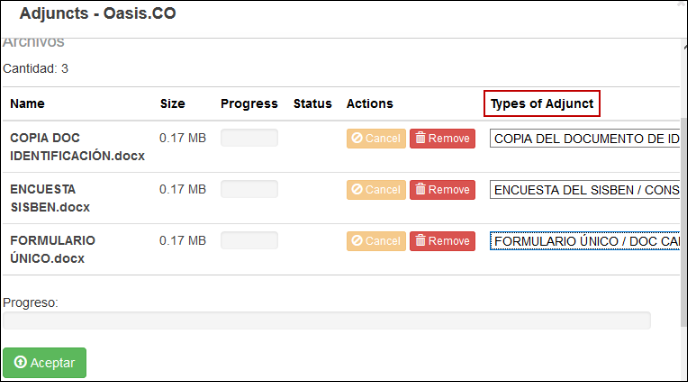 Adjuncts - Oasis.CO
Archivos
Cantidad: 3
Name Size Progress Status Actions Types of Adjunct
COPIA DOC IDENTIFICACIÓN.docx 0.17 MB Cancel Remove COPIA DEL DOCUMENTO DE ID
ENCUESTA SISBEN.docx 0.17 MB Cancel Remove ENCUESTA DEL SISBEN / CONS
FORMULARIO ÚNICO.docx 0.17 MB Cancel Remove FORMULARIO ÚNICO / DOC CA
Progreso:
Aceptar